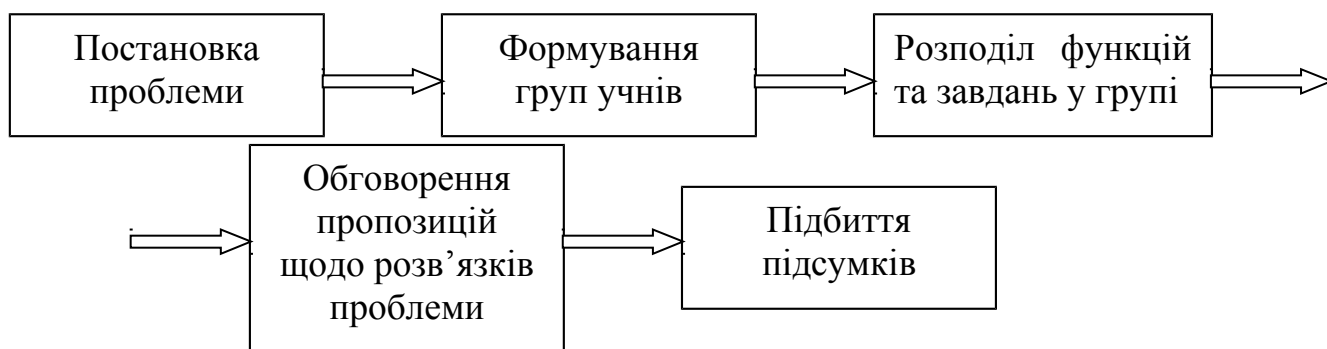 Постановка
проблеми
Формування
груп учнів
Розподіл функцій
та завдань у групі
Обговорення
пропозицій
щодо розв’язків
проблеми
Підбиття
підсумків